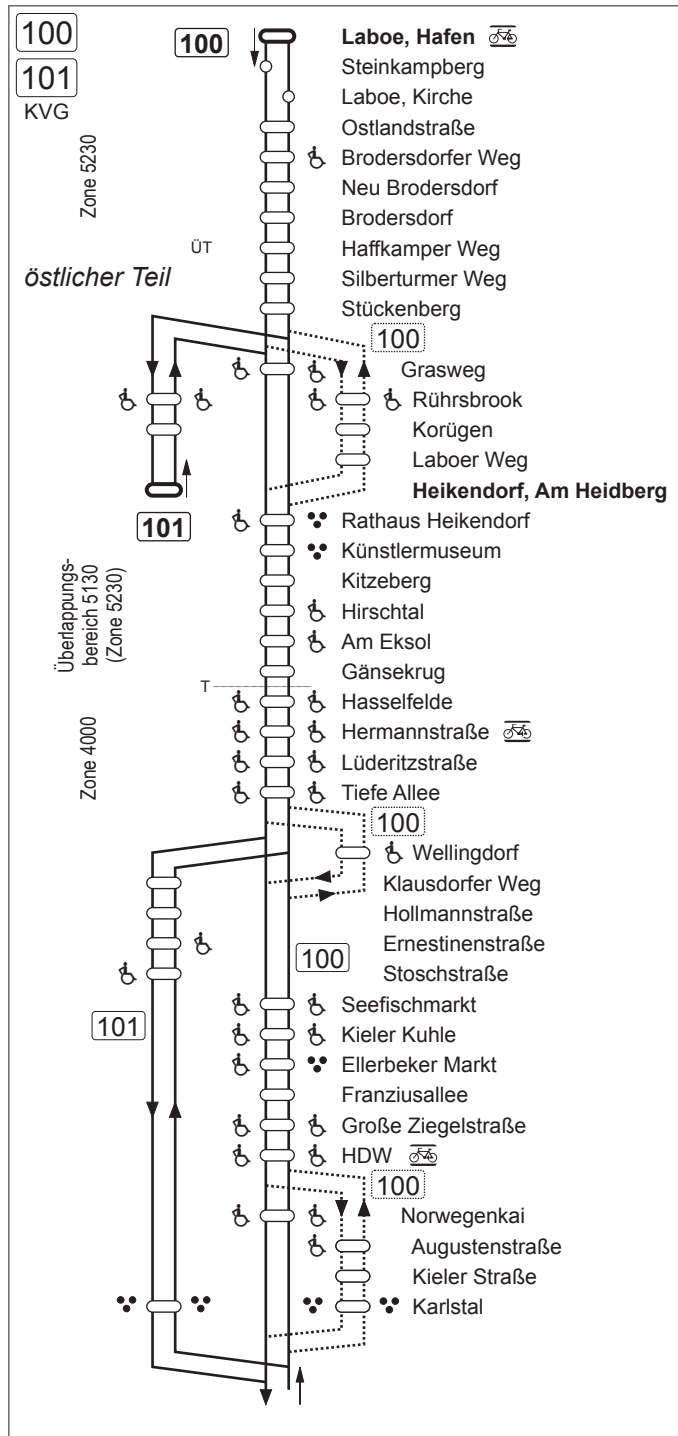 100
101
KVG
100
Laboe, Hafen
Steinkampberg
Laboe, Kirche
Ostlandstraße
Zone 5230
Brodersdorfer Weg
Neu Brodersdorf
Brodersdorf
ÜT
Haffkamper Weg
östlicher Teil
Silberturmer Weg
Stückenberg
100
Grasweg
Rührsbrook
Korügen
Laboer Weg
Heikendorf, Am Heidberg
101
Rathaus Heikendorf
Künstlermuseum
Kitzeberg
Überlappungs-
bereich 5130
(Zone 5230)
Hirschtal
Am Eksol
Gänsekrug
T
Hasselfelde
Hermannstraße
Zone 4000
Lüderitzstraße
Tiefe Allee
100
Wellingdorf
Klausdorfer Weg
Hollmannstraße
Ernestinenstraße
100
Stoschstraße
Seefischmarkt
101
Kieler Kuhle
Ellerbeker Markt
Franziusallee
Große Ziegelstraße
HDW
100
Norwegenkai
Augustenstraße
Kieler Straße
Karlstal